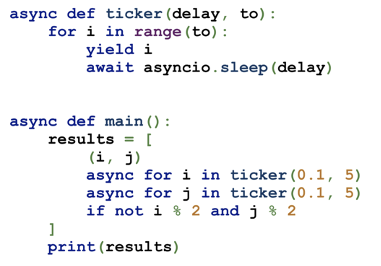 async def ticker(delay, to):
    for i in range(to):
        yield i
        await asyncio.sleep(delay)

async def main():
    results = [
        (i, j)
        async for i in ticker(0.1, 5)
        async for j in ticker(0.1, 5)
        if not i % 2 and j % 2
    ]
    print(results)